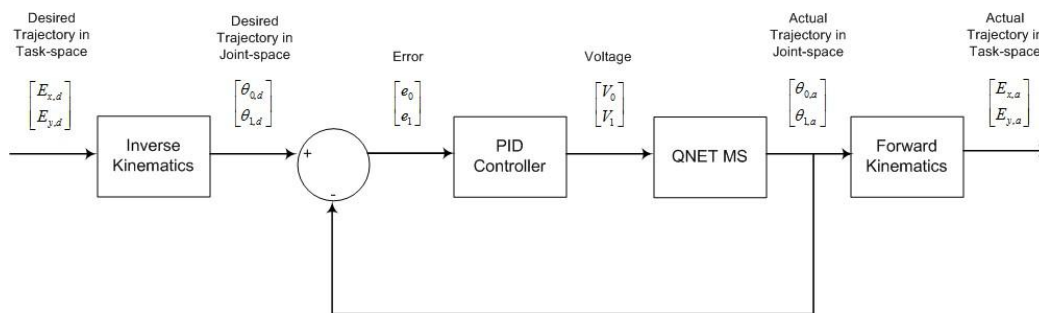 Desired
Trajectory in
Task-space
Desired
Trajectory in
Joint-space
Error
Voltage
Actual
Trajectory in
Joint-space
Actual
Trajectory in
Task-space
[E_{x,d}
E_{y,d}]
[θ_{0,d}
θ_{1,d}]
[e_0
e_1]
[V_0
V_1]
[θ_{0,a}
θ_{1,a}]
[E_{x,a}
E_{y,a}]
Inverse
Kinematics
+
-
PID
Controller
QNET MS
Forward
Kinematics